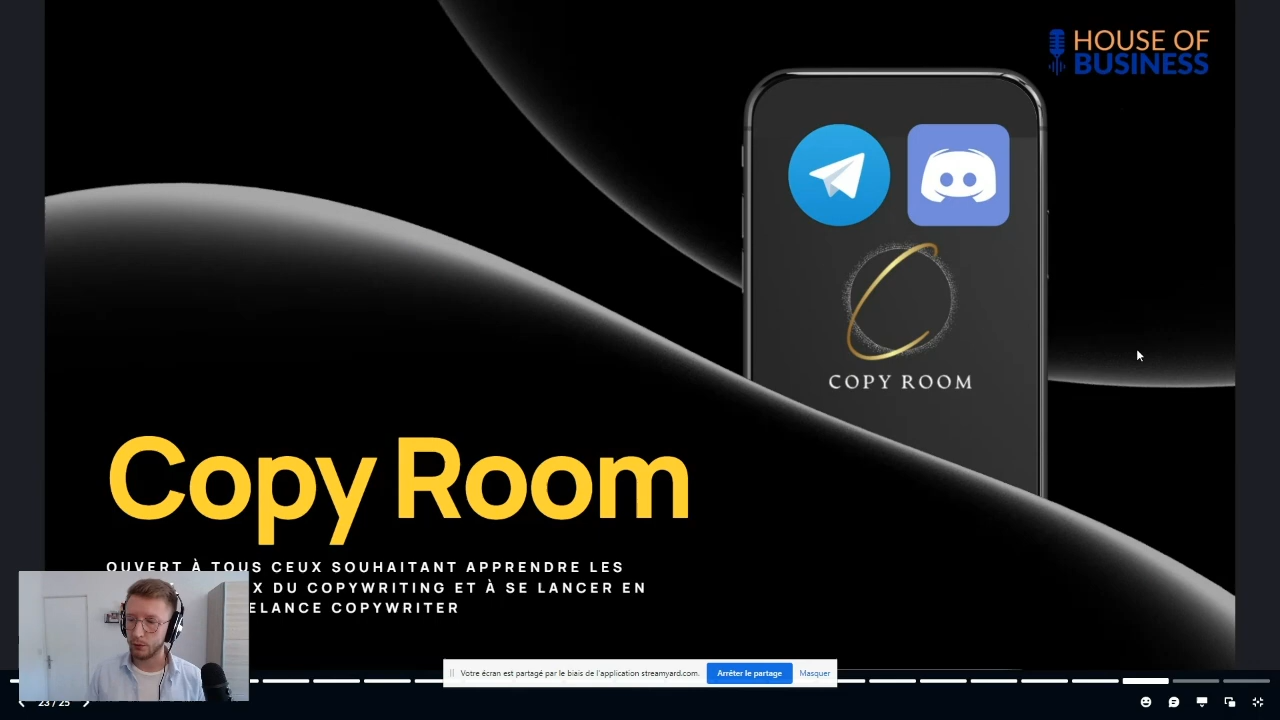 HOUSE OF
BUSINESS
COPY ROOM
Copy Room
OUVERT À TOUS CEUX SOUHAITANT APPRENDRE LES
X DU COPYWRITING ET À SE LANCER EN
ELANCE COPYWRITER
Votre écran est partagé par le biais de l'application streamyard.com.
Arrêter le partage
Masquer
23 / 25